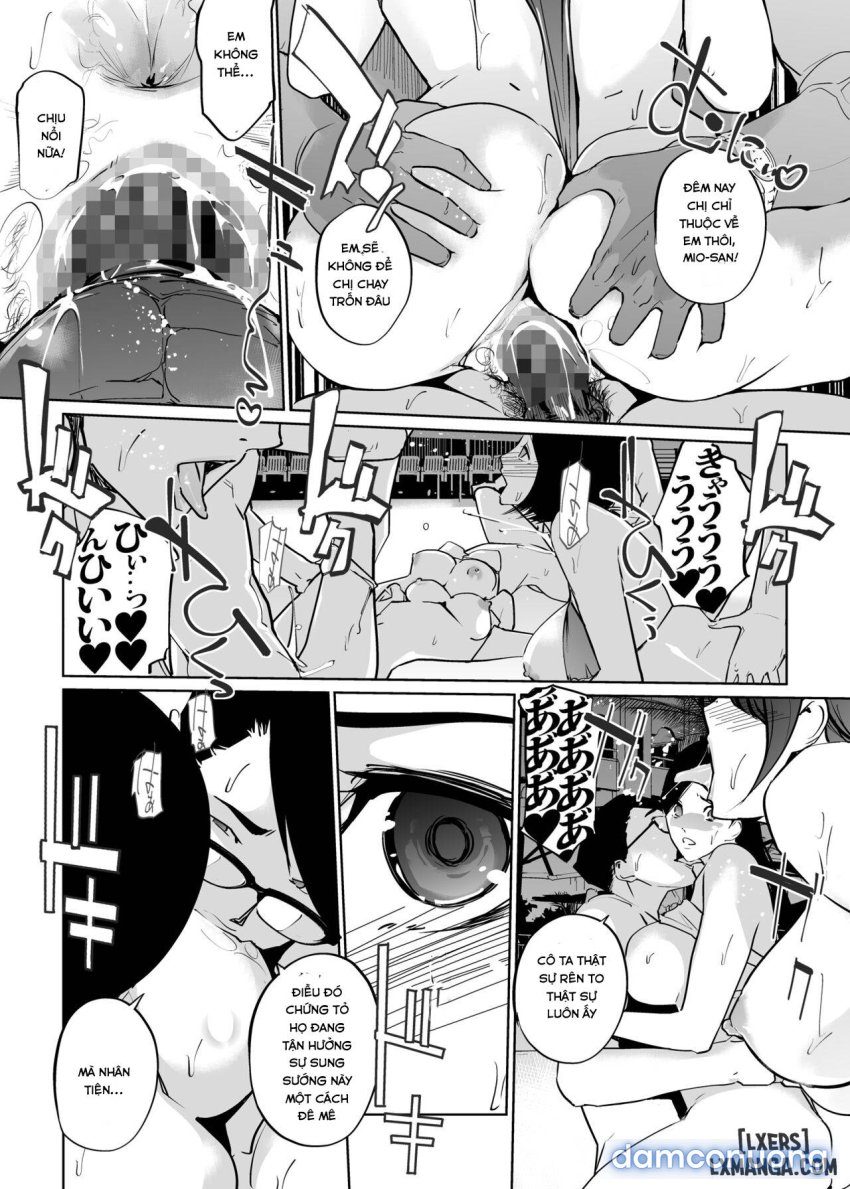 EM
KHÔNG
THỂ...
CHỊU
NỔI
NỮA!
ĐÊM NAY
CHỊ CHỈ
THUỘC VỀ
EM THÔI,
MIO-SAN!
EM SẼ
KHÔNG ĐỂ
CHỊ CHẠY
TRỐN ĐÂU
きゃううう
ううう♥♥
ひぃ…っ♥♥
んひいい♥
あ゙あ゙あ゙あ゙
あ゙あ゙あ゙♥
CÔ TA THẬT
SỰ RÊN TO
THẬT SỰ
LUÔN ẤY
ĐIỀU ĐÓ
CHỨNG TỎ
HỌ ĐANG
TẬN HƯỞNG
SỰ SUNG
SƯỚNG NÀY
MỘT CÁCH
ĐÊ MÊ
MÀ NHÂN
TIỆN...
[LXERS]
damconuong
LXMANGA.COM